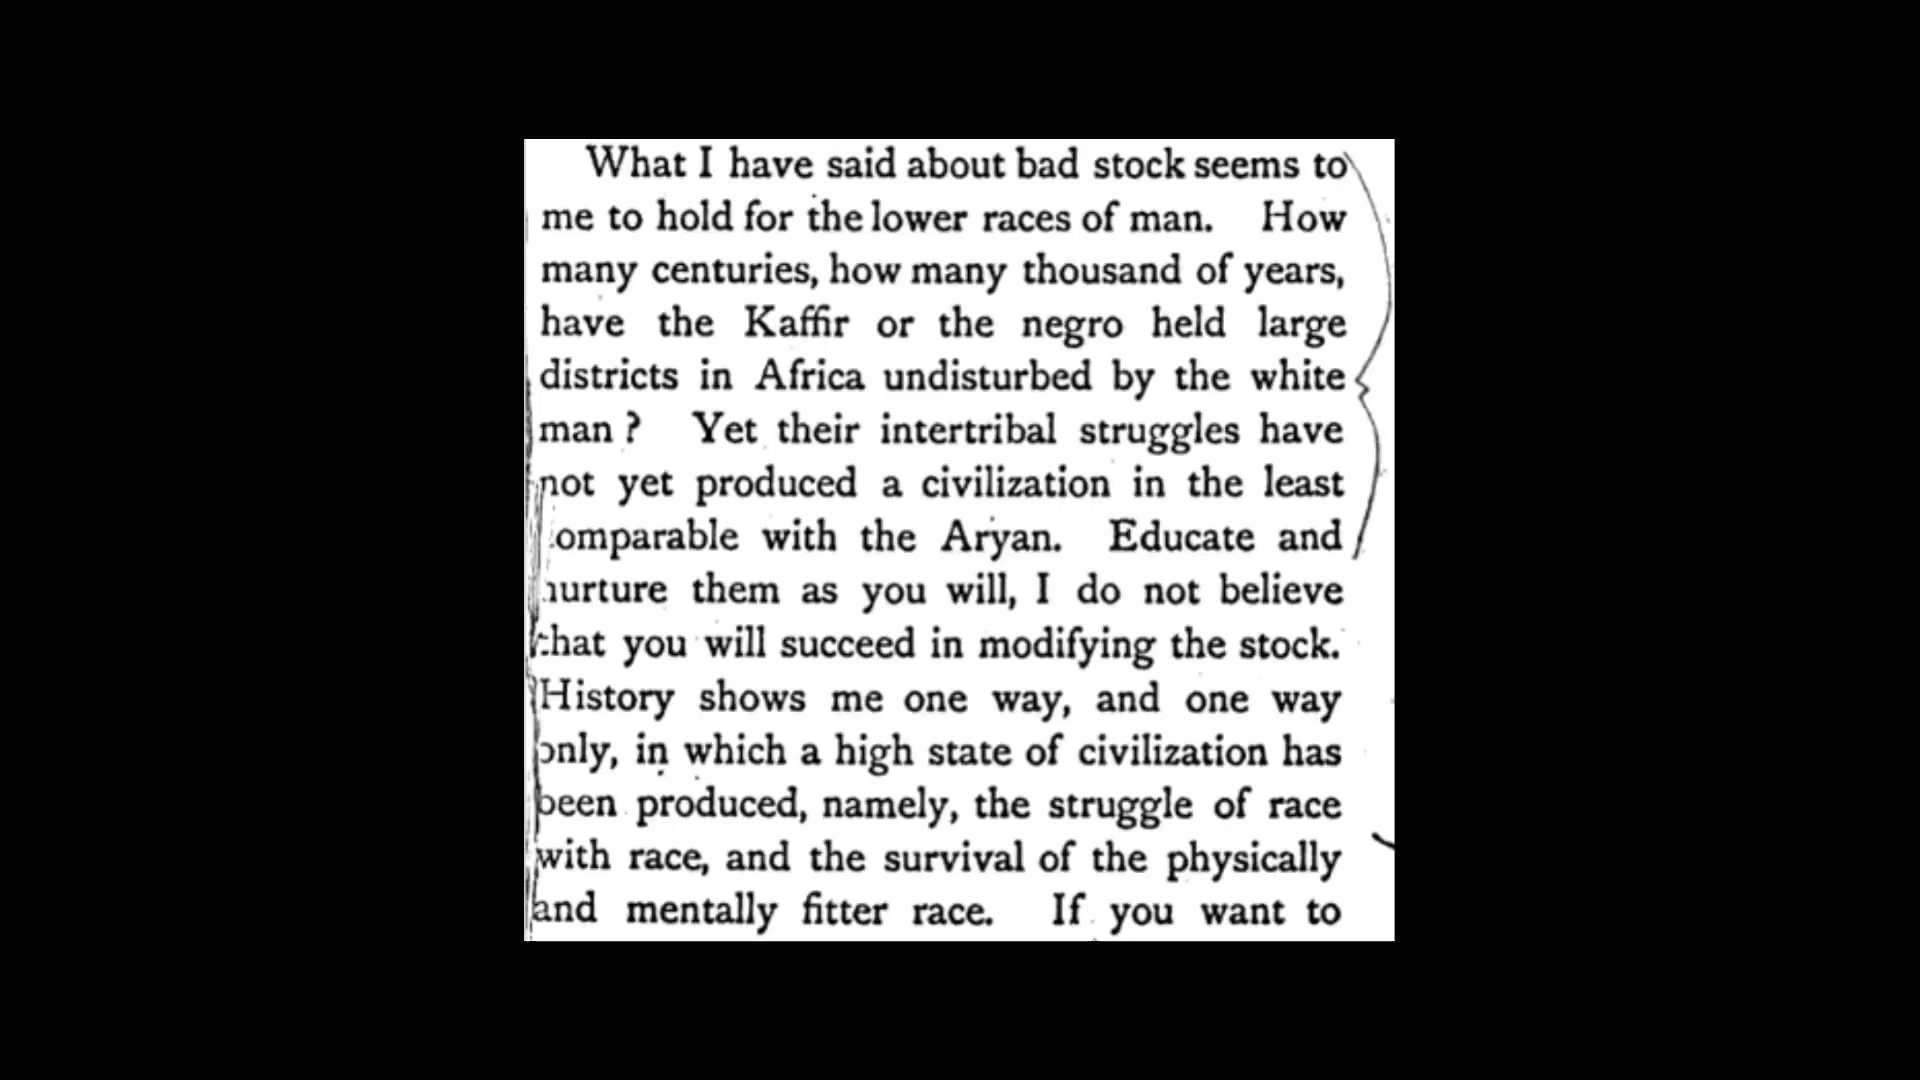 What I have said about bad stock seems to
me to hold for the lower races of man. How
many centuries, how many thousand of years,
have the Kaffir or the negro held large
districts in Africa undisturbed by the white
man ? Yet their intertribal struggles have
not yet produced a civilization in the least
omparable with the Aryan. Educate and
nurture them as you will, I do not believe
that you will succeed in modifying the stock.
History shows me one way, and one way
only, in which a high state of civilization has
been produced, namely, the struggle of race
with race, and the survival of the physically
and mentally fitter race. If you want to